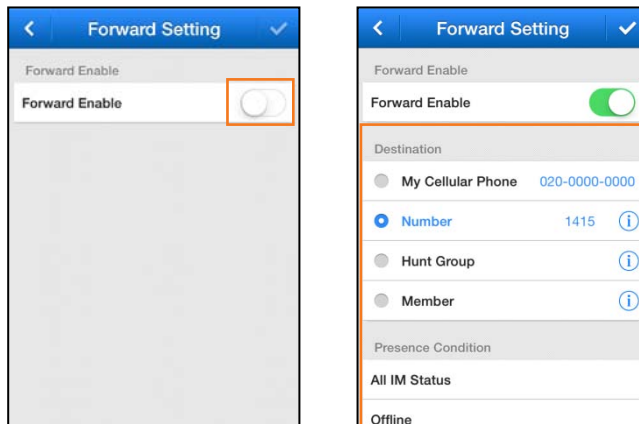 Forward Setting
Forward Enable
Forward Enable
Forward Setting
Forward Enable
Forward Enable
Destination
My Cellular Phone 020-0000-0000
Number 1415
Hunt Group
Member
Presence Condition
All IM Status
Offline